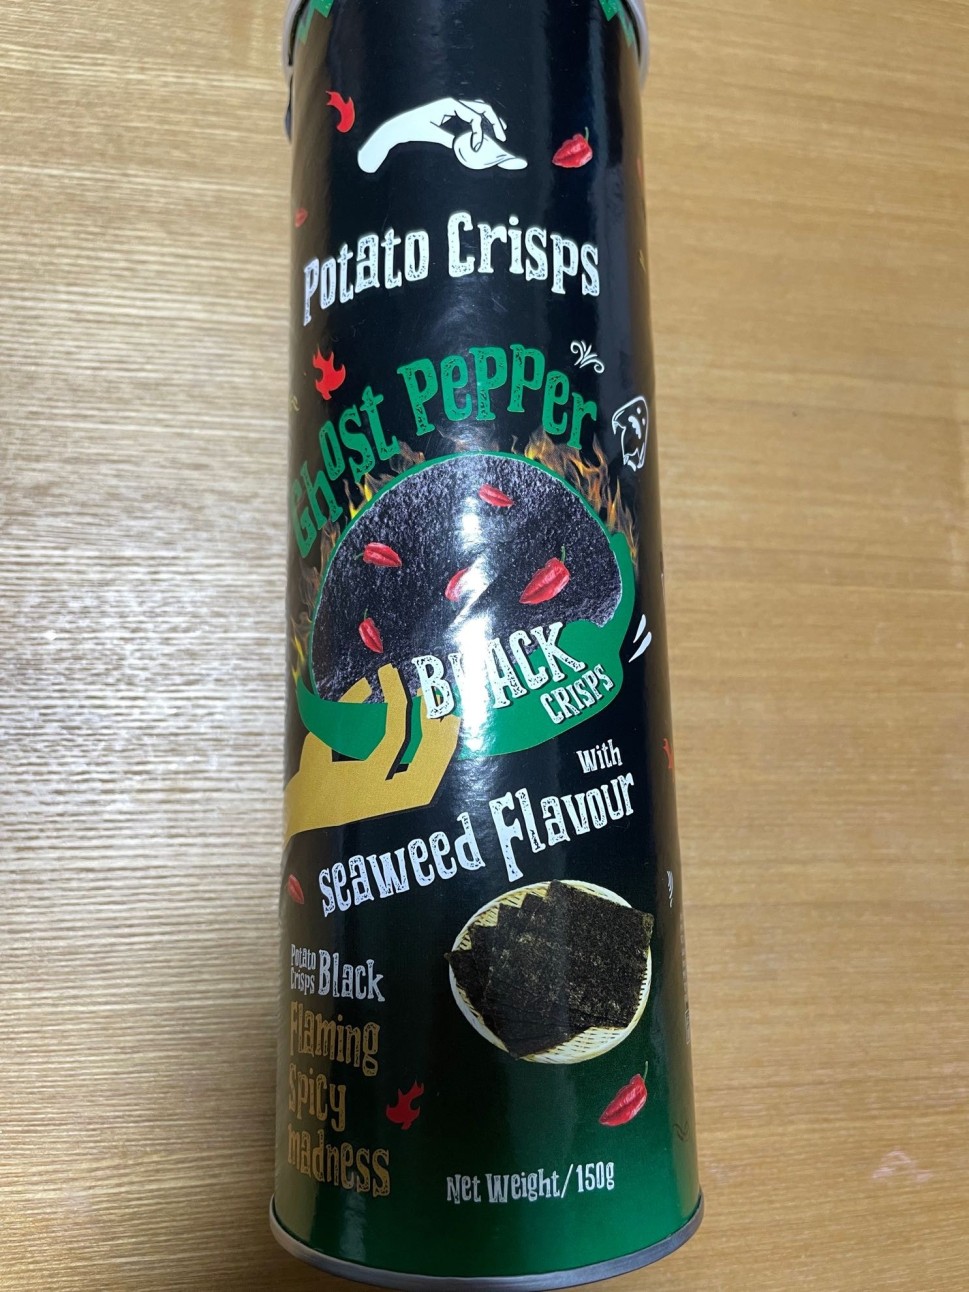 Potato Crisps
Ghost Pepper
BLACK
CRISPS
With
seaweed Flavour
Potato
Crisps Black
Flaming
spicy
madness
Net Weight/150g